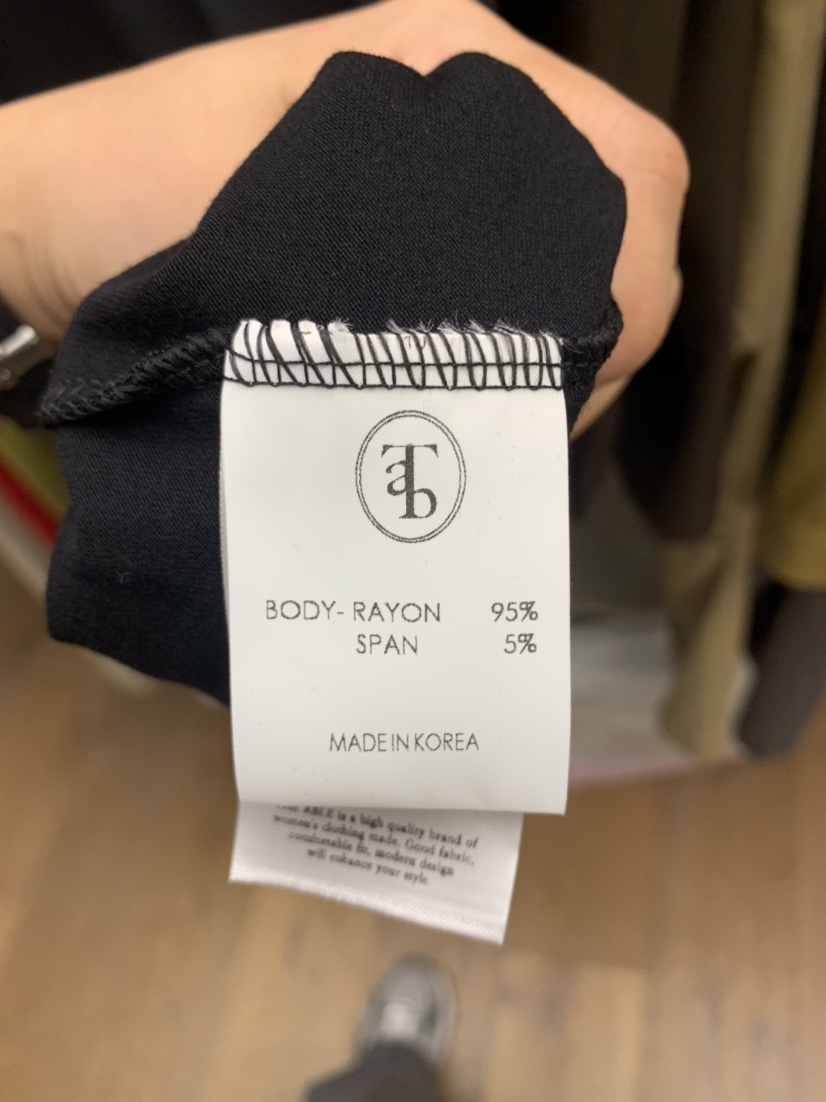 Tab
BODY- RAYON 95%
SPAN 5%
MADE IN KOREA
ABLE is a high quality brand of
women's clothing made. Good fabric,
comfortable fit, modern design
will enhance your style